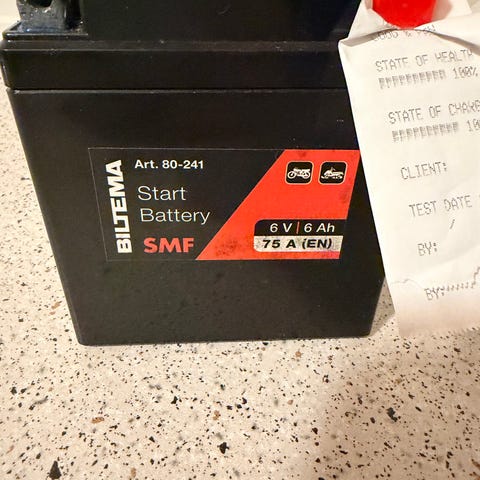 BILTEMA
Art. 80-241
Start
Battery
SMF
6 V | 6 Ah
75 A (EN)
STATE OF HEALTH
100%
STATE OF CHARGE
CLIENT:
TEST DATE
/
BY:
BY: